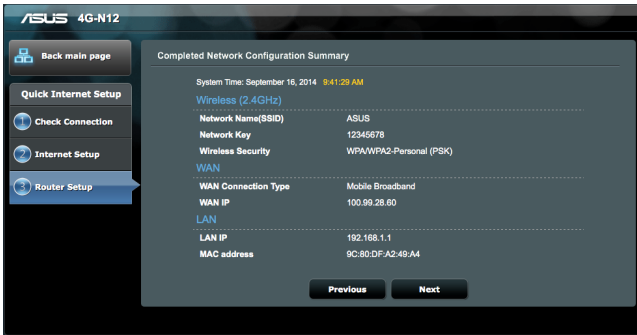 ASUS 4G-N12
Back main page
Quick Internet Setup
1 Check Connection
2 Internet Setup
3 Router Setup
Completed Network Configuration Summary
System Time: September 16, 2014 9:41:29 AM
Wireless (2.4GHz)
Network Name(SSID) ASUS
Network Key 12345678
Wireless Security WPA/WPA2-Personal (PSK)
WAN
WAN Connection Type Mobile Broadband
WAN IP 100.99.28.60
LAN
LAN IP 192.168.1.1
MAC address 9C:80:DF:A2:49:A4
Previous Next